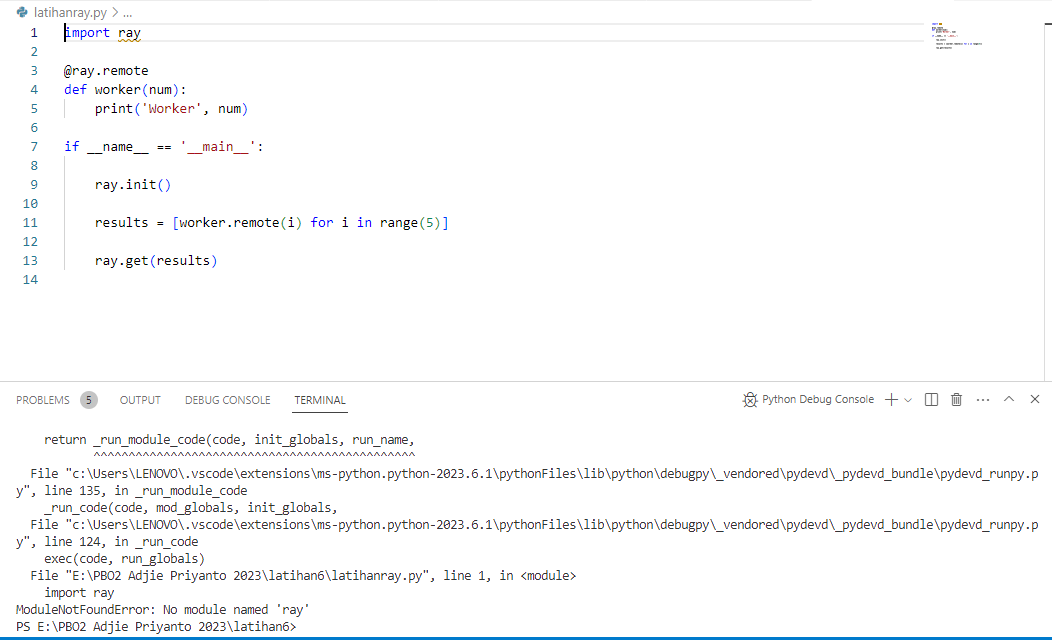 latihanray.py > ...
1 import ray
2
3 @ray.remote
4 def worker(num):
5     print('Worker', num)
6
7 if __name__ == '__main__':
8
9     ray.init()
10
11     results = [worker.remote(i) for i in range(5)]
12
13     ray.get(results)
14
PROBLEMS 5 OUTPUT DEBUG CONSOLE TERMINAL Python Debug Console
    return _run_module_code(code, init_globals, run_name,
           ^^^^^^^^^^^^^^^^^^^^^^^^^^^^^^^^^^^^^^^^^^^^^^
  File "c:\Users\LENOVO\.vscode\extensions\ms-python.python-2023.6.1\pythonFiles\lib\python\debugpy\_vendored\pydevd\_pydevd_bundle\pydevd_runpy.p
y", line 135, in _run_module_code
    _run_code(code, mod_globals, init_globals,
  File "c:\Users\LENOVO\.vscode\extensions\ms-python.python-2023.6.1\pythonFiles\lib\python\debugpy\_vendored\pydevd\_pydevd_bundle\pydevd_runpy.p
y", line 124, in _run_code
    exec(code, run_globals)
  File "E:\PBO2 Adjie Priyanto 2023\latihan6\latihanray.py", line 1, in <module>
    import ray
ModuleNotFoundError: No module named 'ray'
PS E:\PBO2 Adjie Priyanto 2023\latihan6>